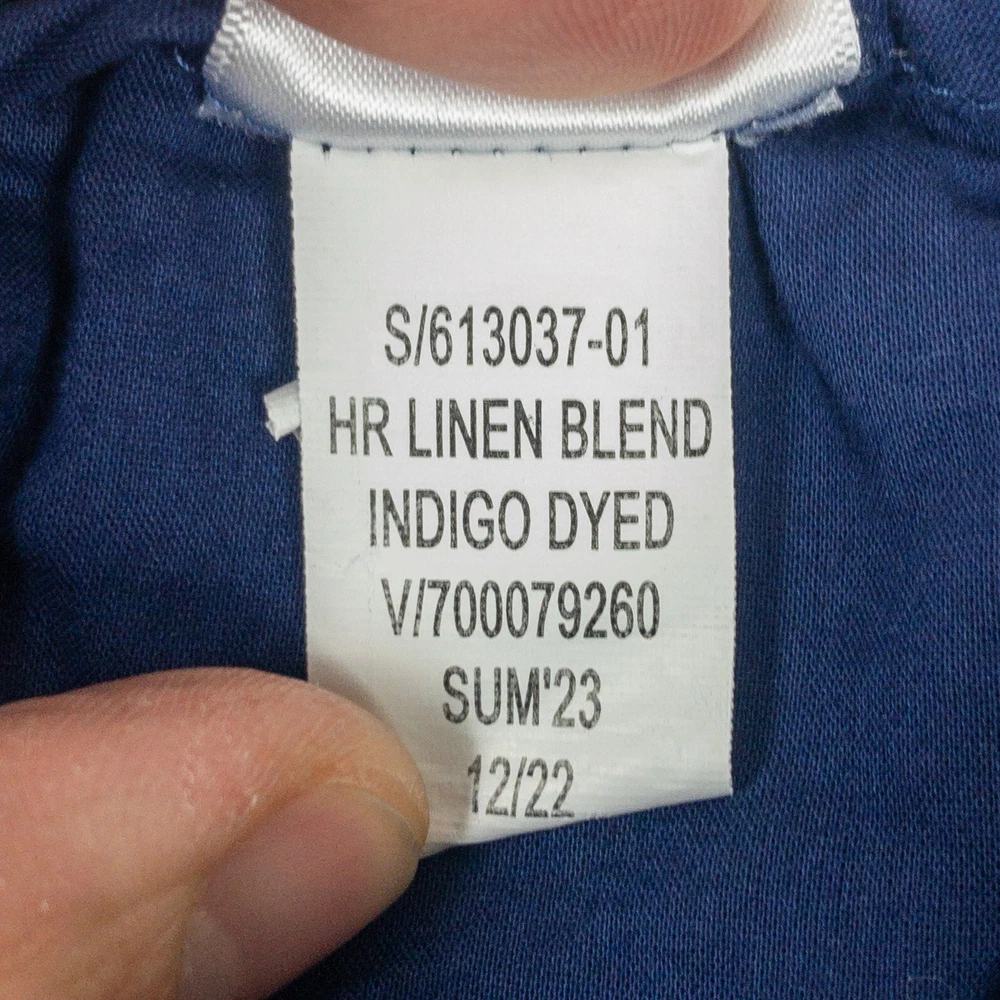 S/613037-01
HR LINEN BLEND
INDIGO DYED
V/700079260
SUM'23
12/22